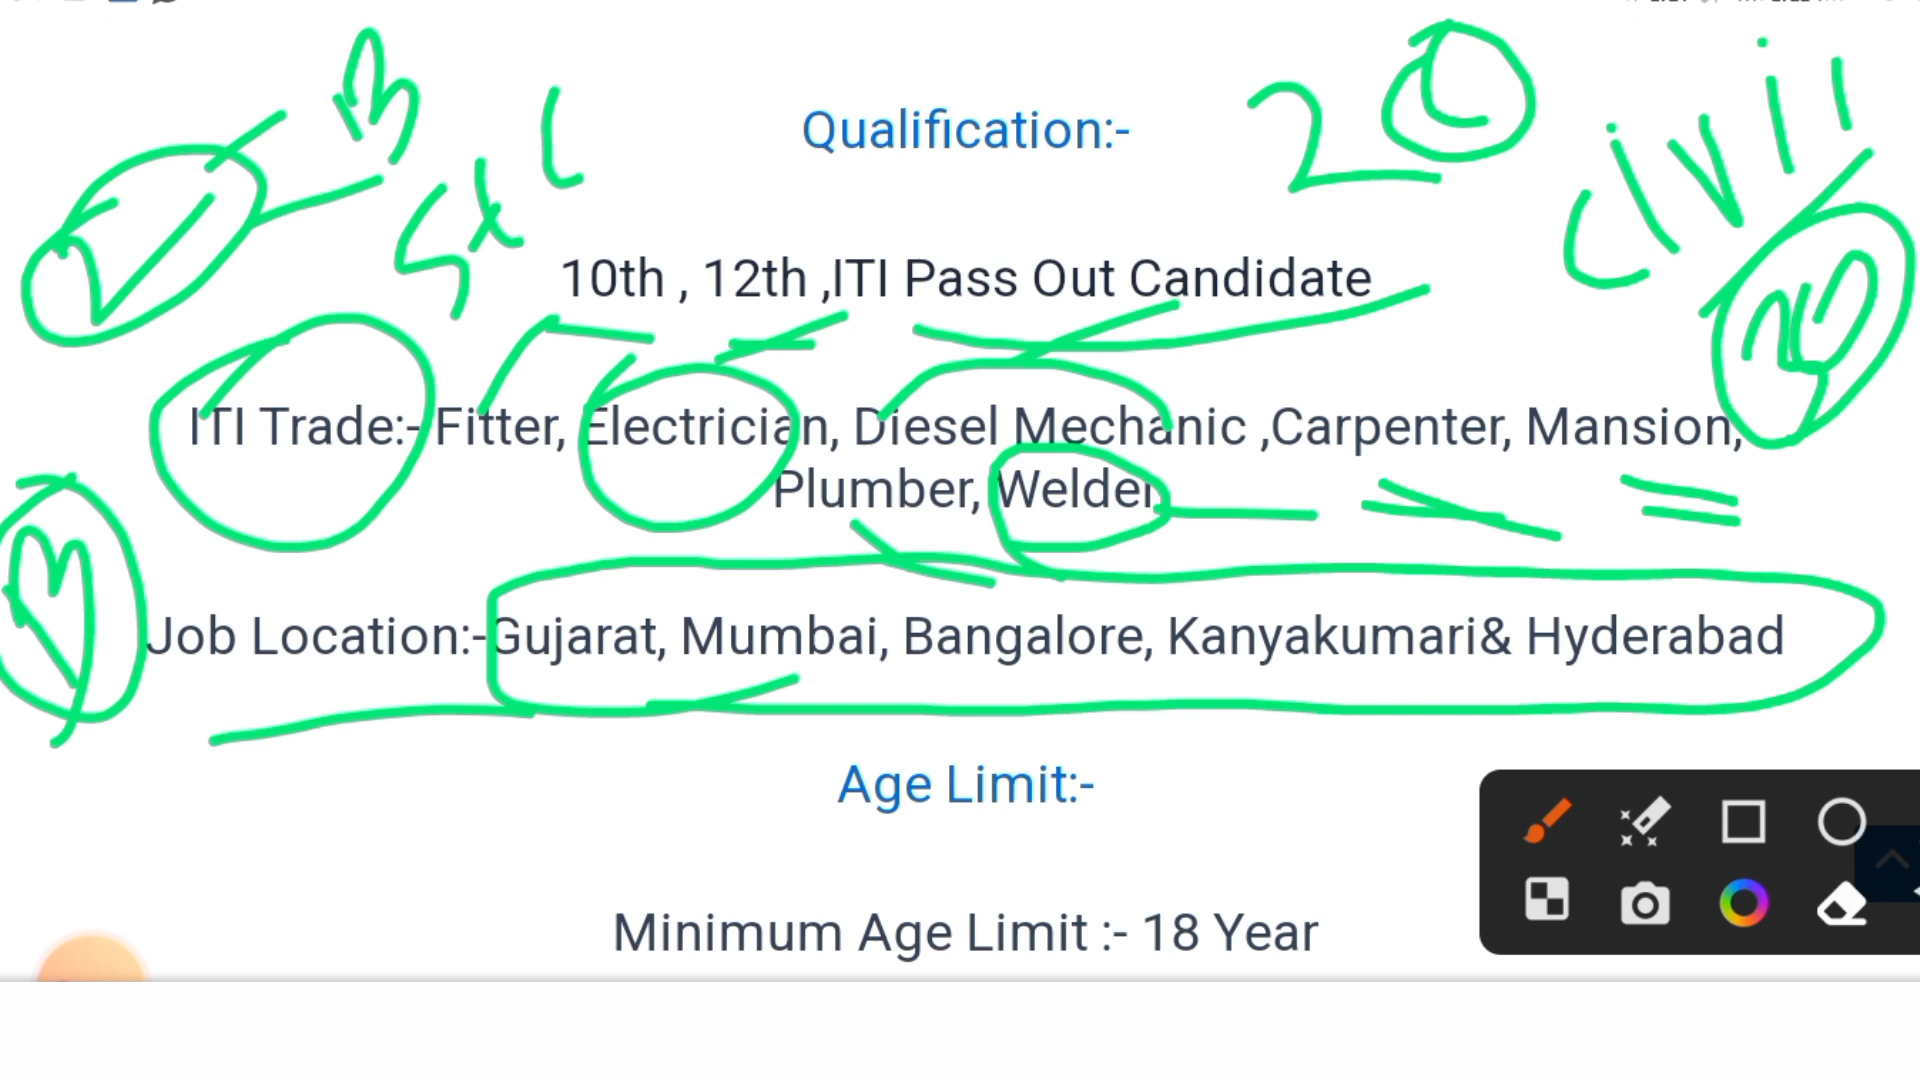 Qualification:-
civil
10th , 12th ,ITI Pass Out Candidate
ITI Trade:- Fitter, Electrician, Diesel Mechanic ,Carpenter, Mansion,
Plumber, Welder
Job Location:-Gujarat, Mumbai, Bangalore, Kanyakumari& Hyderabad
Age Limit:-
Minimum Age Limit :- 18 Year